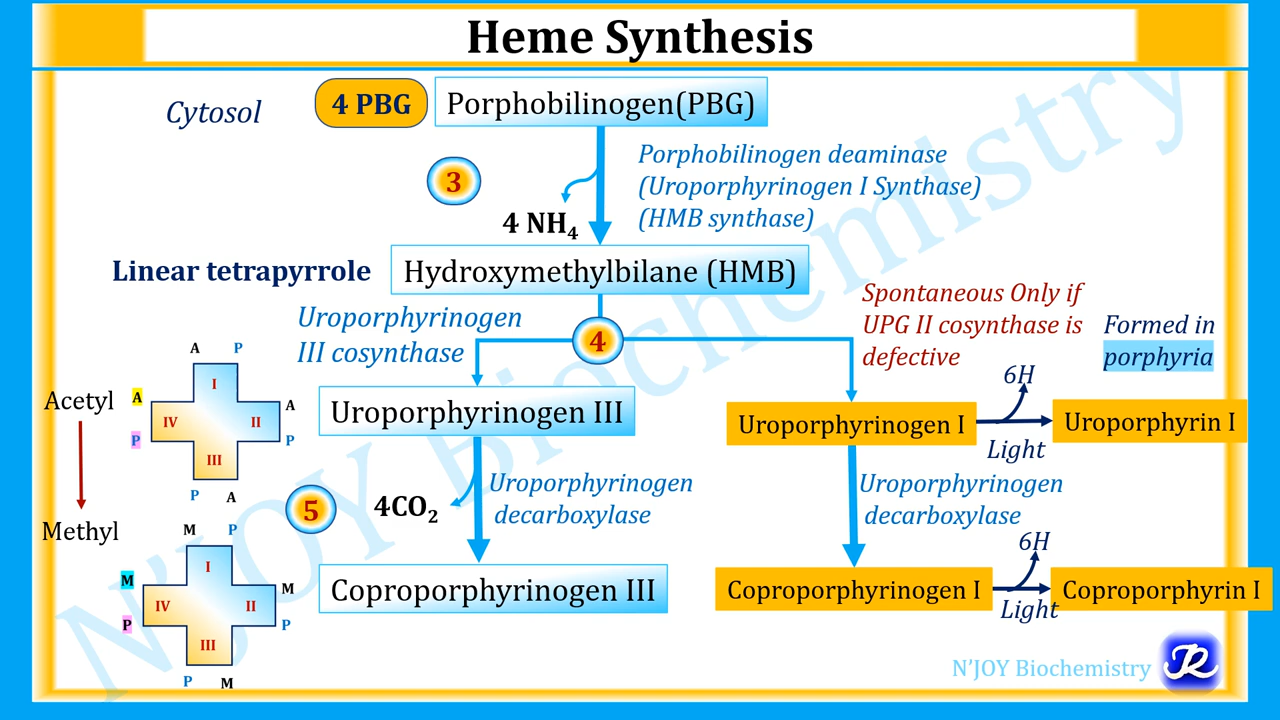 Heme Synthesis
Cytosol
4 PBG
Porphobilinogen(PBG)
3
Porphobilinogen deaminase
(Uroporphyrinogen I Synthase)
(HMB synthase)
4 NH4
Linear tetrapyrrole
Hydroxymethylbilane (HMB)
Uroporphyrinogen
III cosynthase
4
Spontaneous Only if
UPG II cosynthase is
defective
Formed in
porphyria
Acetyl
A P
A I A
IV II
P III P
P A
Uroporphyrinogen III
Uroporphyrinogen I
6H
Light
Uroporphyrin I
5
4CO2
Uroporphyrinogen
decarboxylase
Uroporphyrinogen
decarboxylase
Methyl
M P
M I M
IV II
P III P
P M
Coproporphyrinogen III
Coproporphyrinogen I
6H
Light
Coproporphyrin I
N'JOY Biochemistry
N'JOY Biochemistry
JR